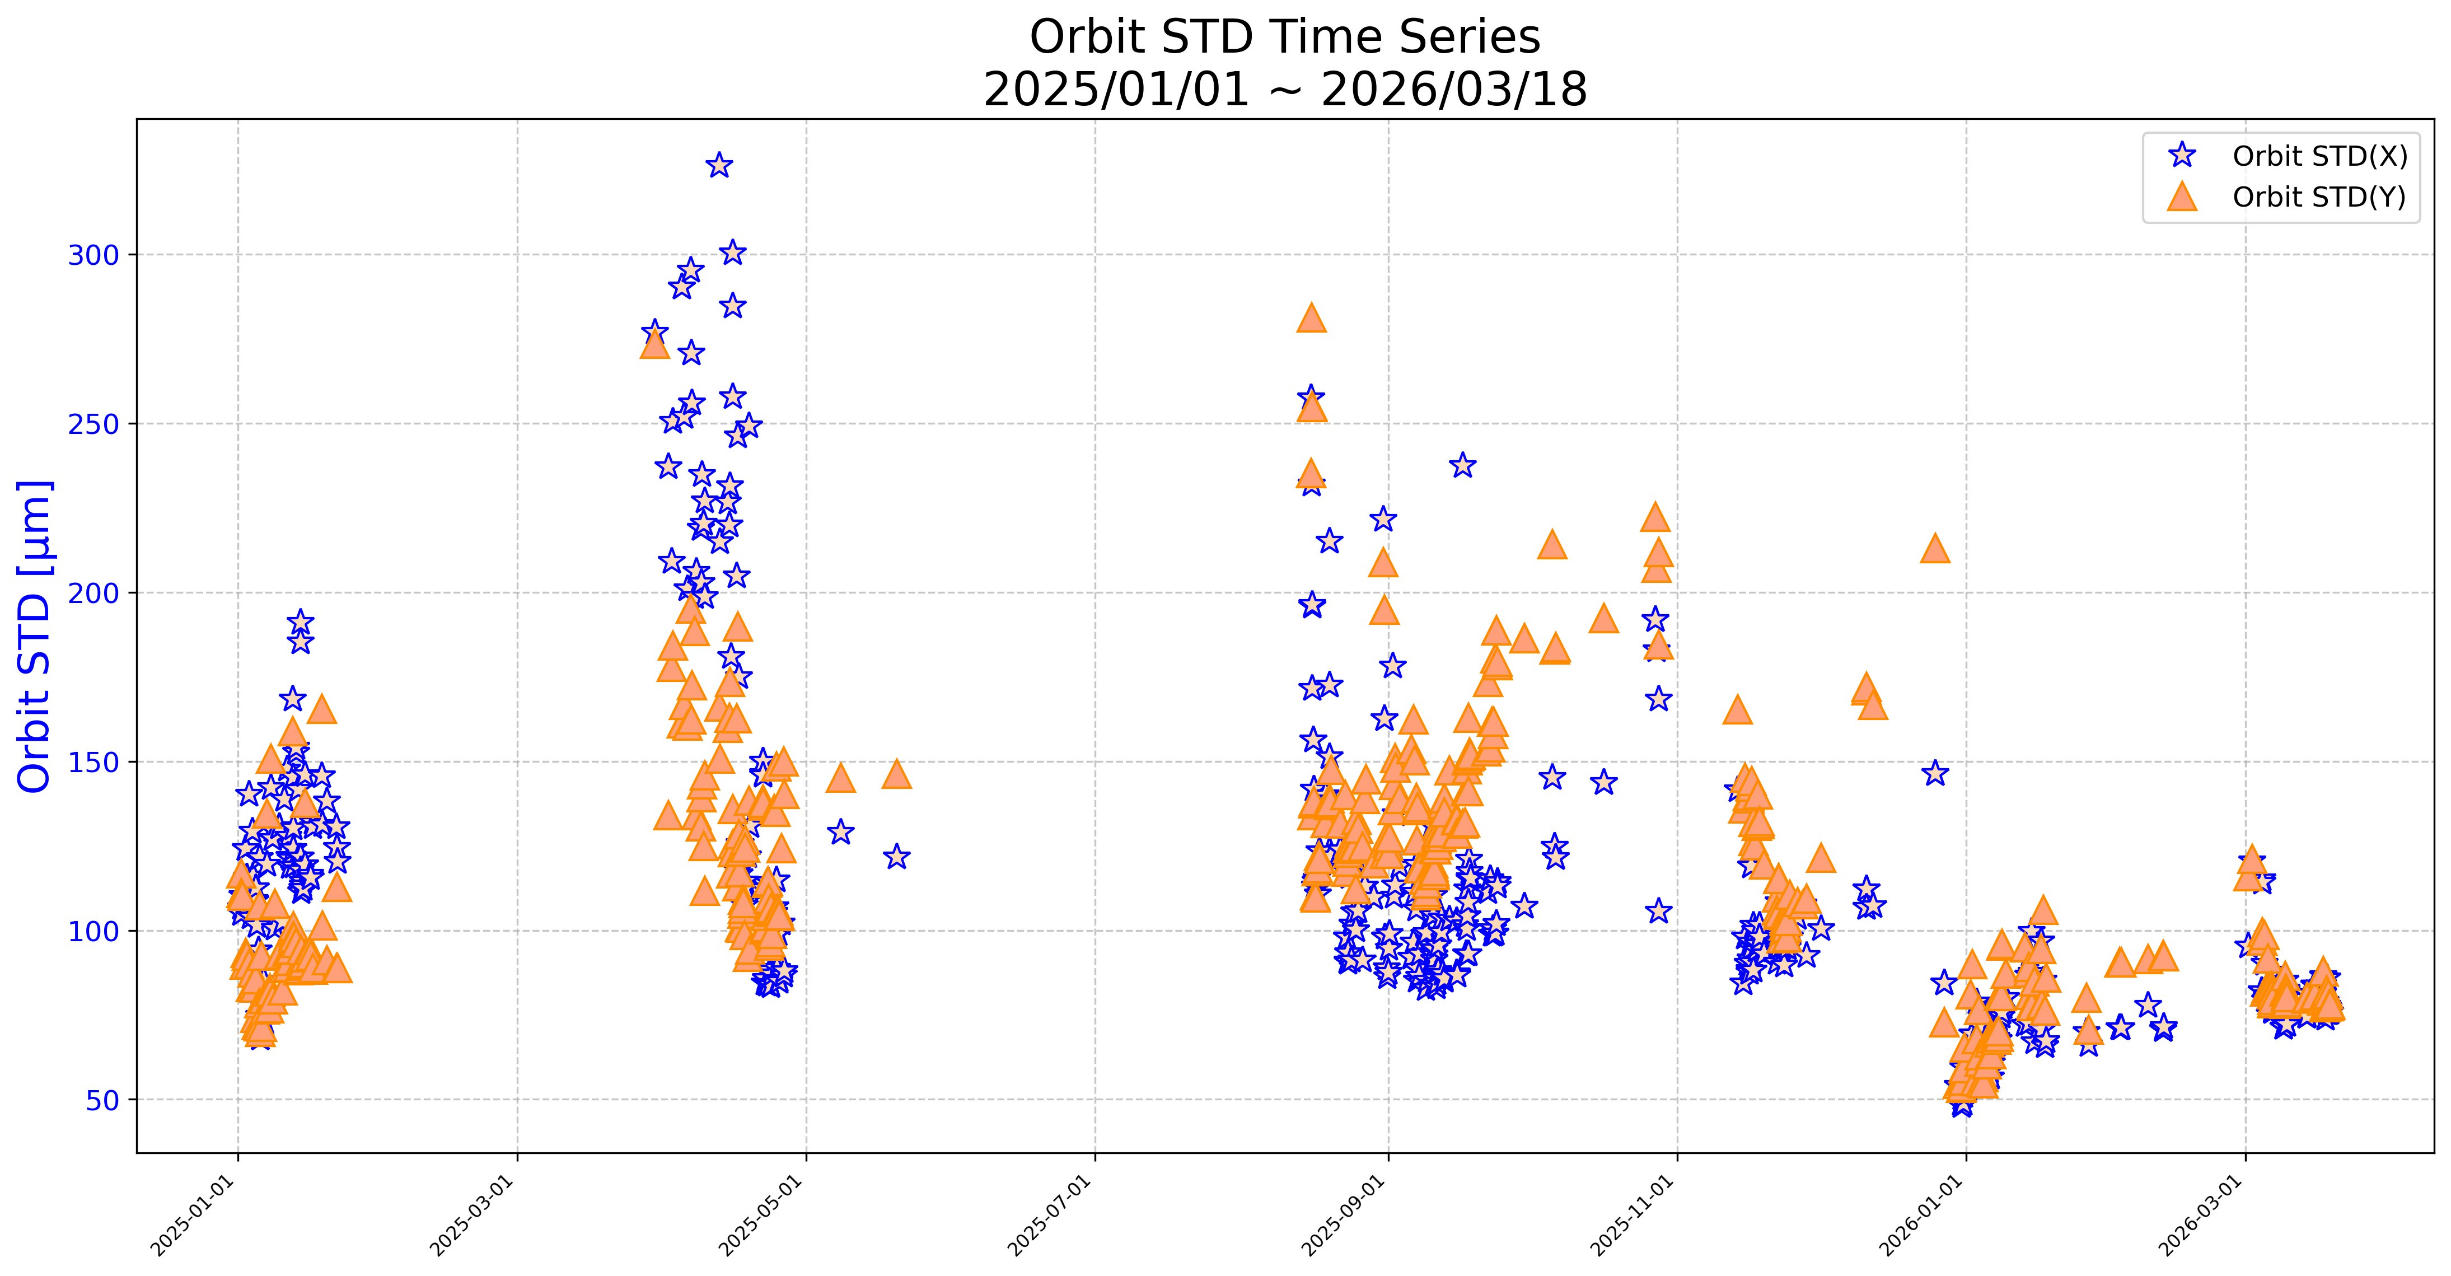 Orbit STD Time Series
2025/01/01 ~ 2026/03/18
Orbit STD(X)
Orbit STD(Y)
Orbit STD [μm]
300
250
200
150
100
50
2025-01-01
2025-03-01
2025-05-01
2025-07-01
2025-09-01
2025-11-01
2026-01-01
2026-03-01